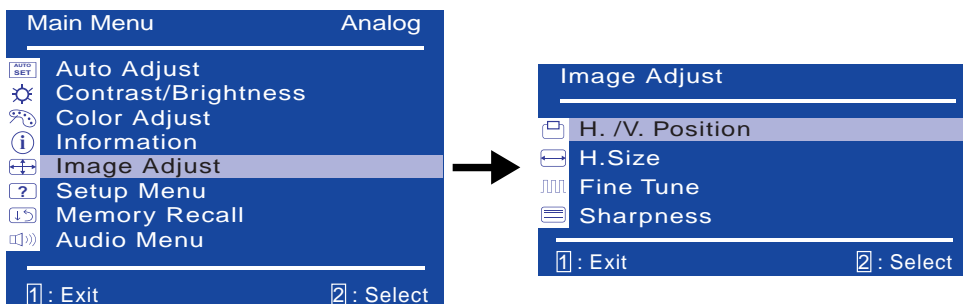 Main Menu Analog
AUTO SET Auto Adjust
Contrast/Brightness
Color Adjust
i Information
Image Adjust
? Setup Menu
Memory Recall
Audio Menu
1 : Exit 2 : Select
Image Adjust
H. /V. Position
H.Size
Fine Tune
Sharpness
1 : Exit 2 : Select